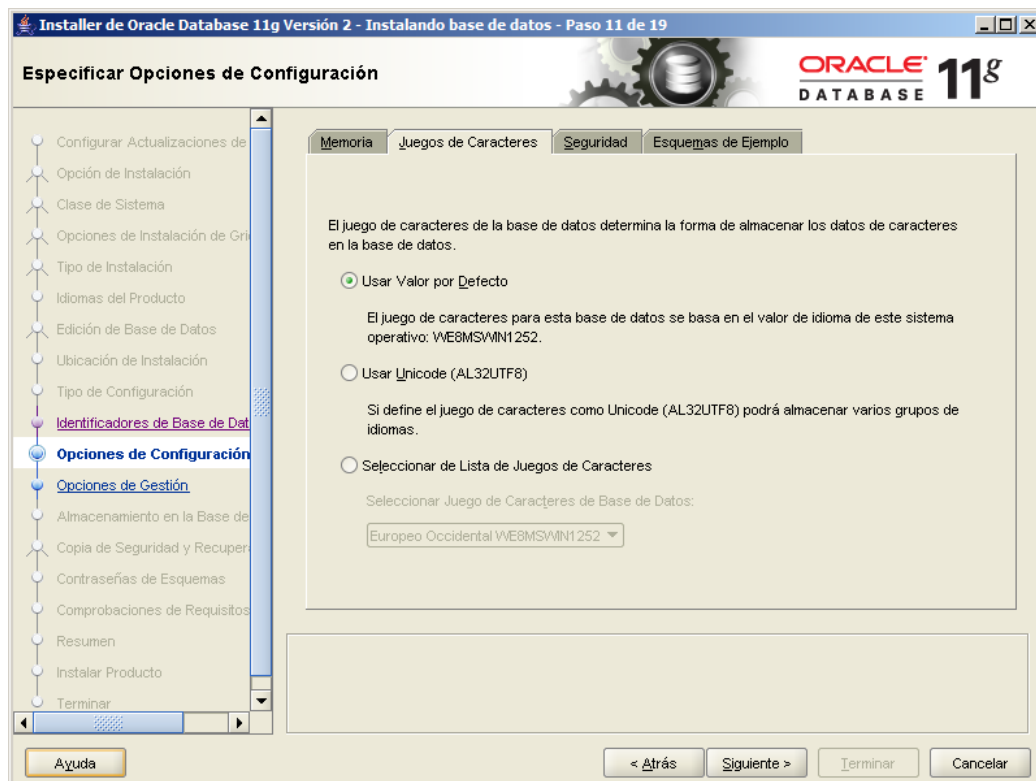 Installer de Oracle Database 11g Versión 2 - Instalando base de datos - Paso 11 de 19
Especificar Opciones de Configuración
ORACLE
DATABASE
11g
Configurar Actualizaciones de
Opción de Instalación
Clase de Sistema
Opciones de Instalación de Gri
Tipo de Instalación
Idiomas del Producto
Edición de Base de Datos
Ubicación de Instalación
Tipo de Configuración
Identificadores de Base de Dat
Opciones de Configuración
Opciones de Gestión
Almacenamiento en la Base de
Copia de Seguridad y Recupera
Contraseñas de Esquemas
Comprobaciones de Requisitos
Resumen
Instalar Producto
Terminar
Memoria
Juegos de Caracteres
Seguridad
Esquemas de Ejemplo
El juego de caracteres de la base de datos determina la forma de almacenar los datos de caracteres
en la base de datos.
Usar Valor por Defecto
El juego de caracteres para esta base de datos se basa en el valor de idioma de este sistema
operativo: WE8MSWIN1252.
Usar Unicode (AL32UTF8)
Si define el juego de caracteres como Unicode (AL32UTF8) podrá almacenar varios grupos de
idiomas.
Seleccionar de Lista de Juegos de Caracteres
Seleccionar Juego de Caracteres de Base de Datos:
Europeo Occidental WE8MSWIN1252
Ayuda
< Atrás
Siguiente >
Terminar
Cancelar